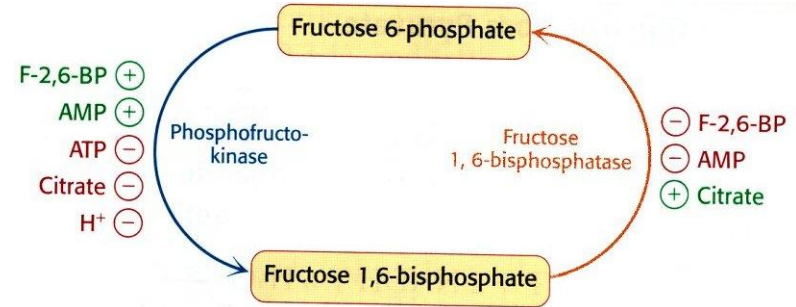 Fructose 6-phosphate
F-2,6-BP +
AMP +
ATP −
Citrate −
H⁺ −
Phosphofructo-
kinase
Fructose
1, 6-bisphosphatase
− F-2,6-BP
− AMP
+ Citrate
Fructose 1,6-bisphosphate